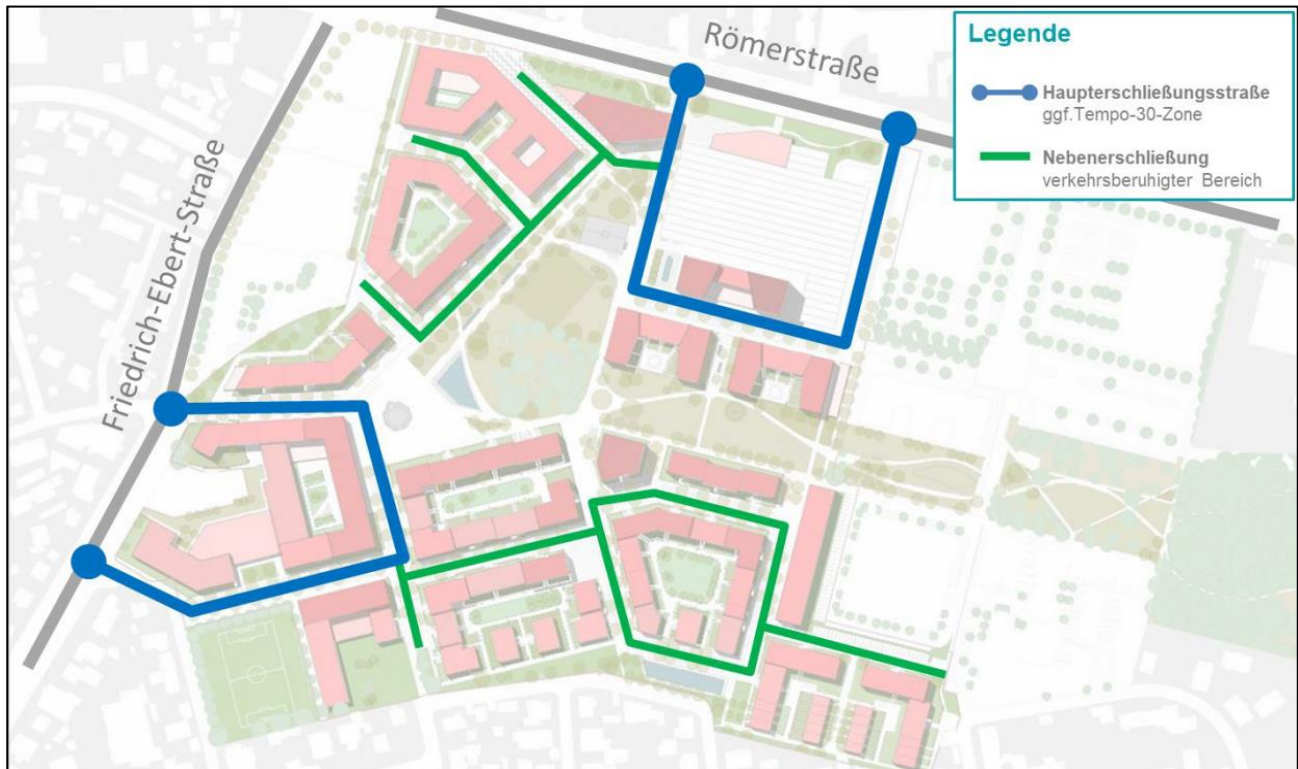 Römerstraße
Friedrich-Ebert-Straße
Legende
Haupterschließungsstraße
ggf.Tempo-30-Zone
Nebenerschließung
verkehrsberuhigter Bereich